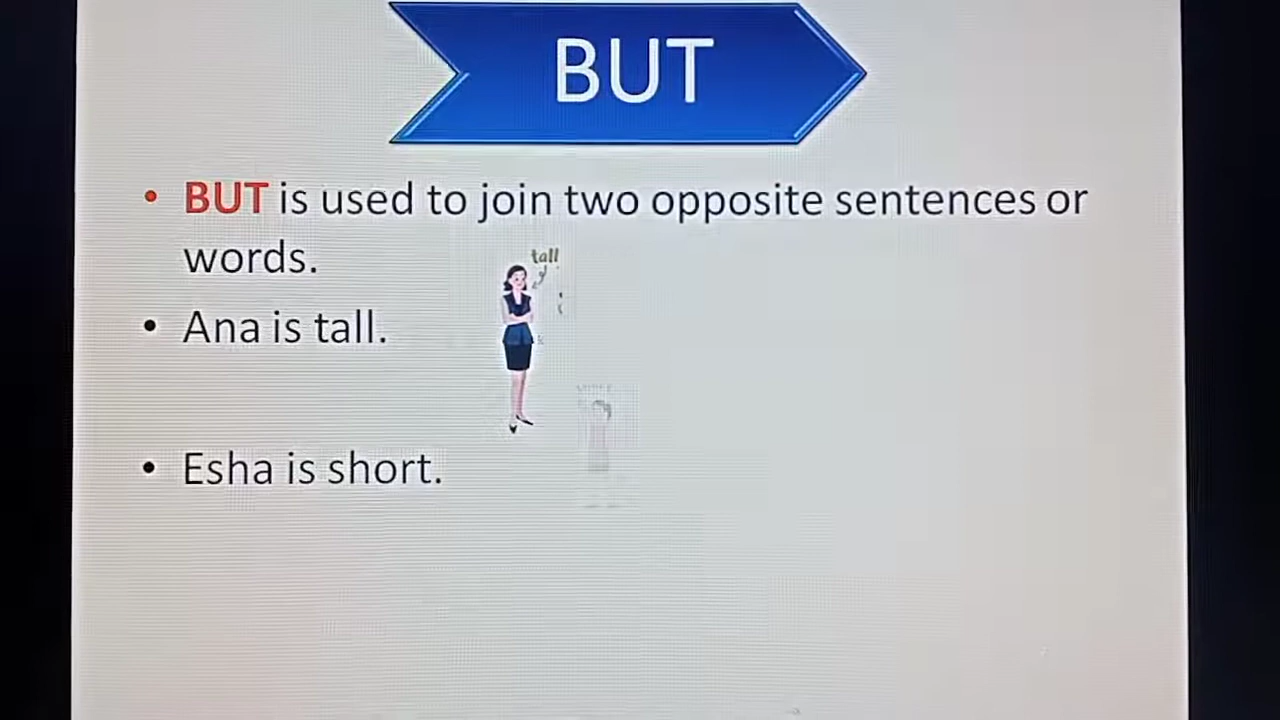 BUT
• BUT is used to join two opposite sentences or
words.
tall
• Ana is tall.
• Esha is short.